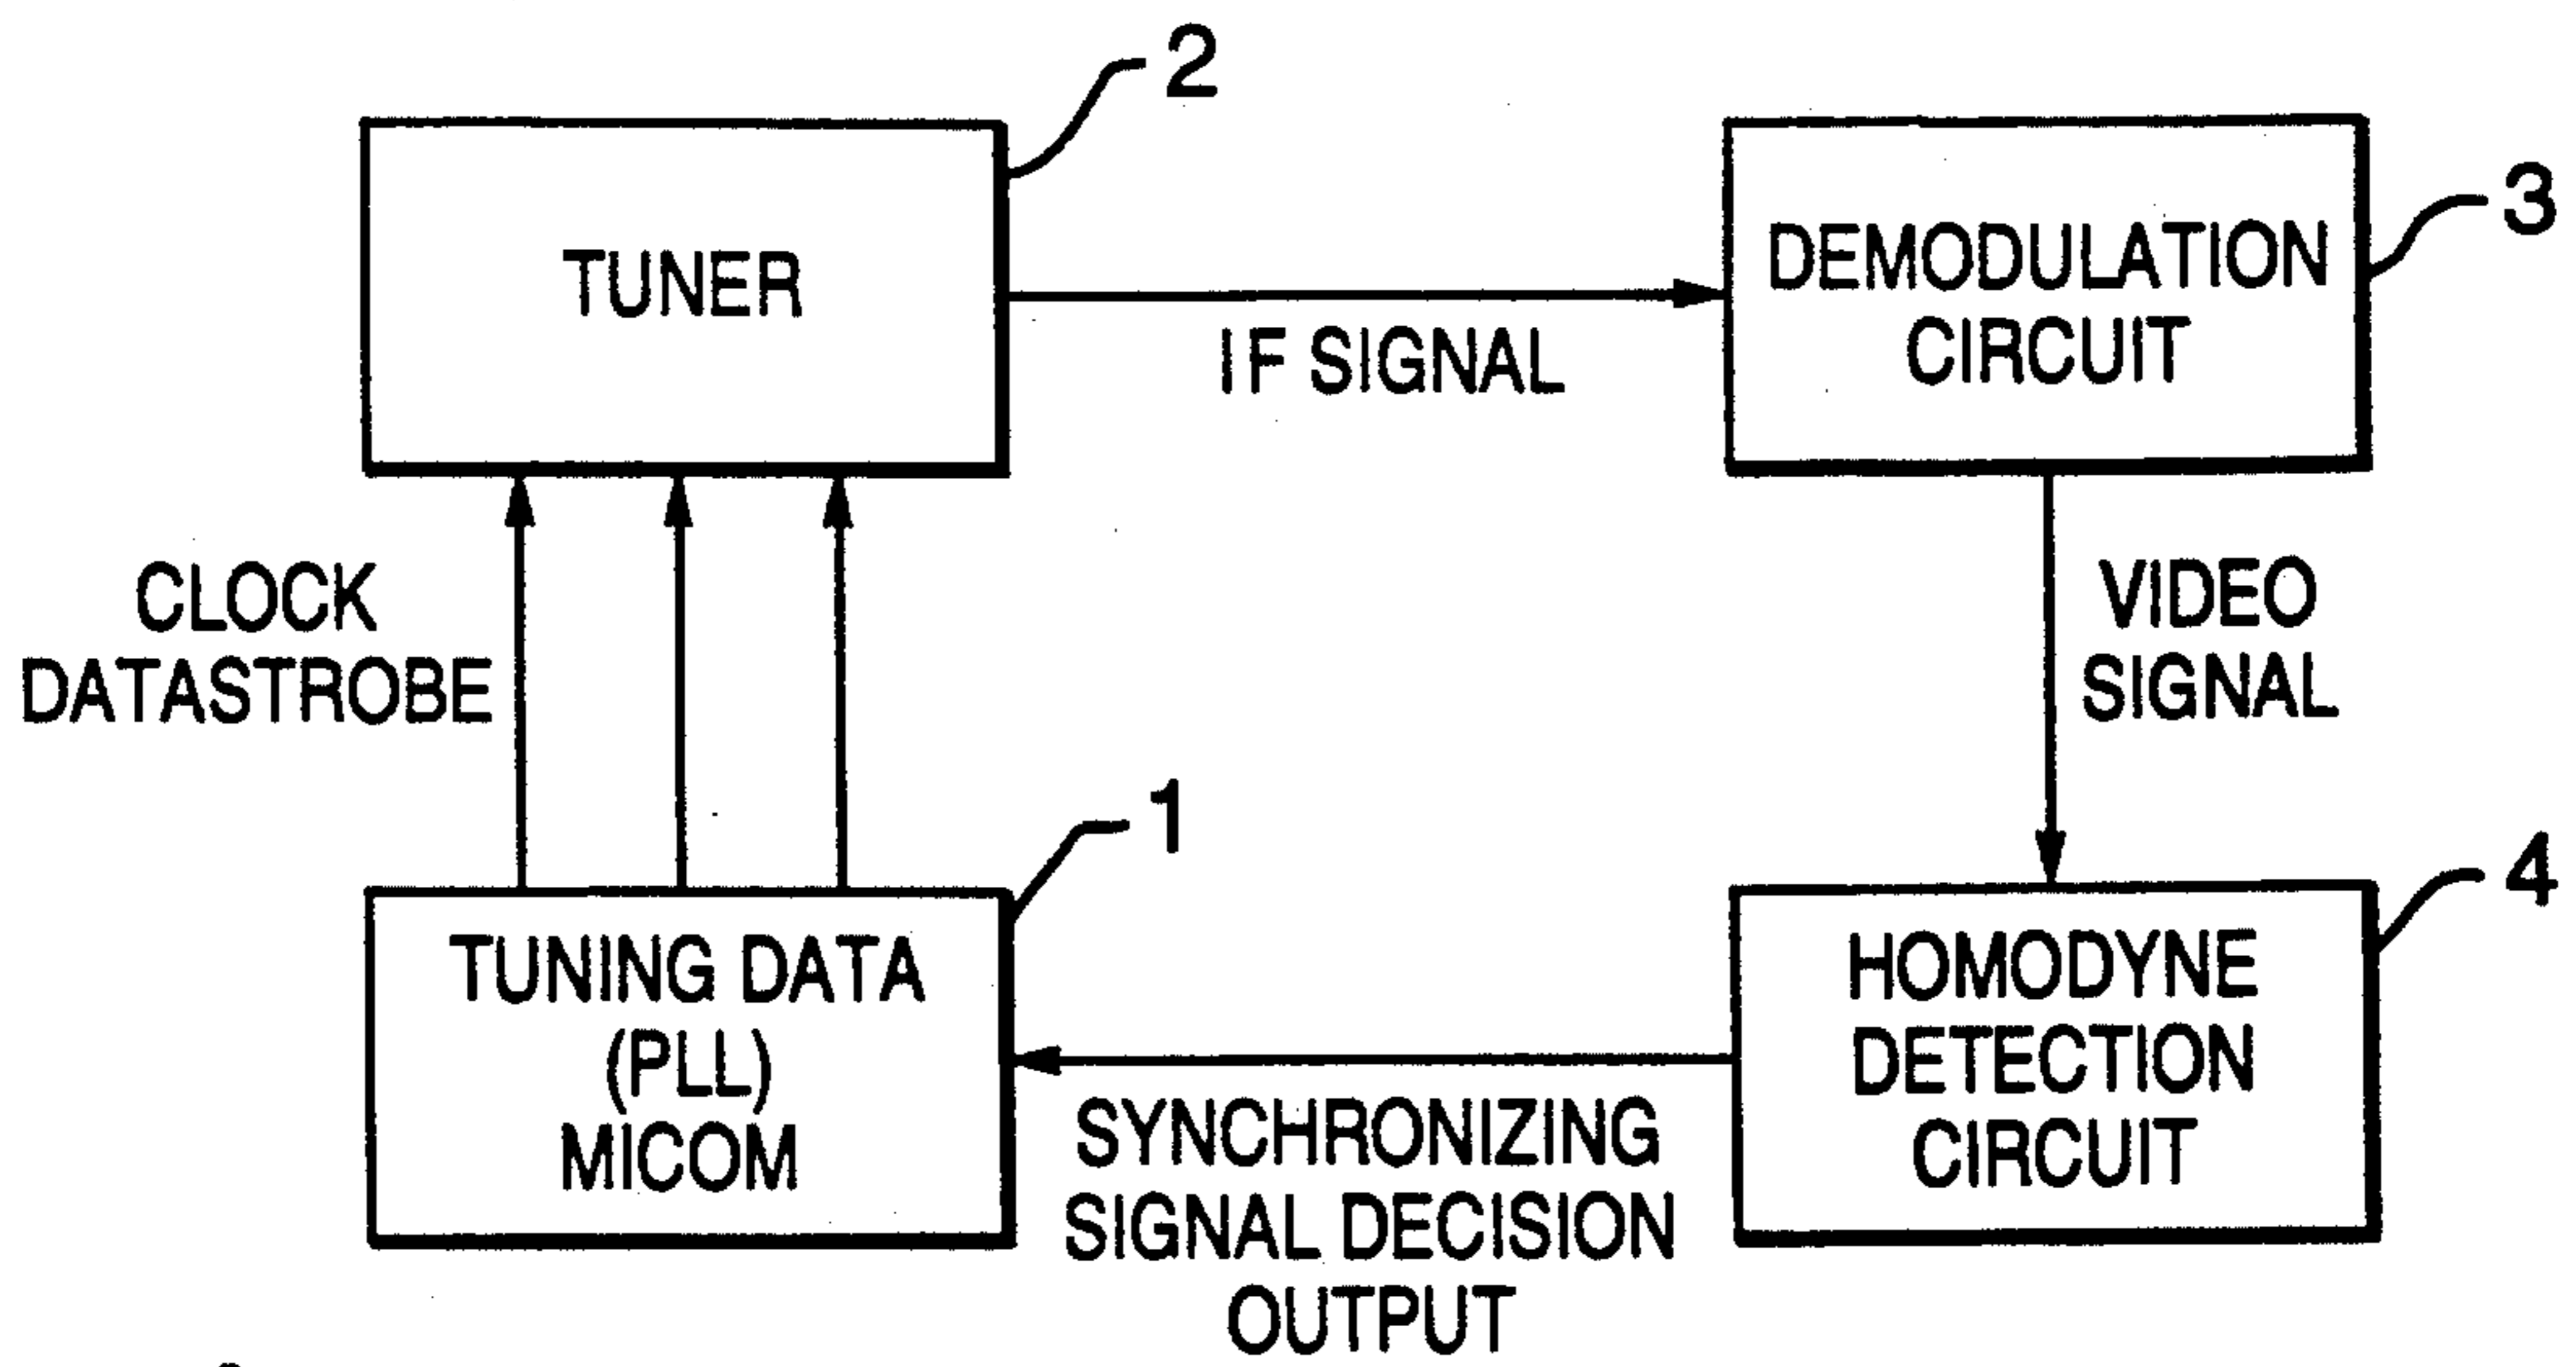 2
TUNER
IF SIGNAL
DEMODULATION
CIRCUIT
3
CLOCK
DATASTROBE
VIDEO
SIGNAL
1
TUNING DATA
(PLL)
MICOM
SYNCHRONIZING
SIGNAL DECISION
OUTPUT
4
HOMODYNE
DETECTION
CIRCUIT